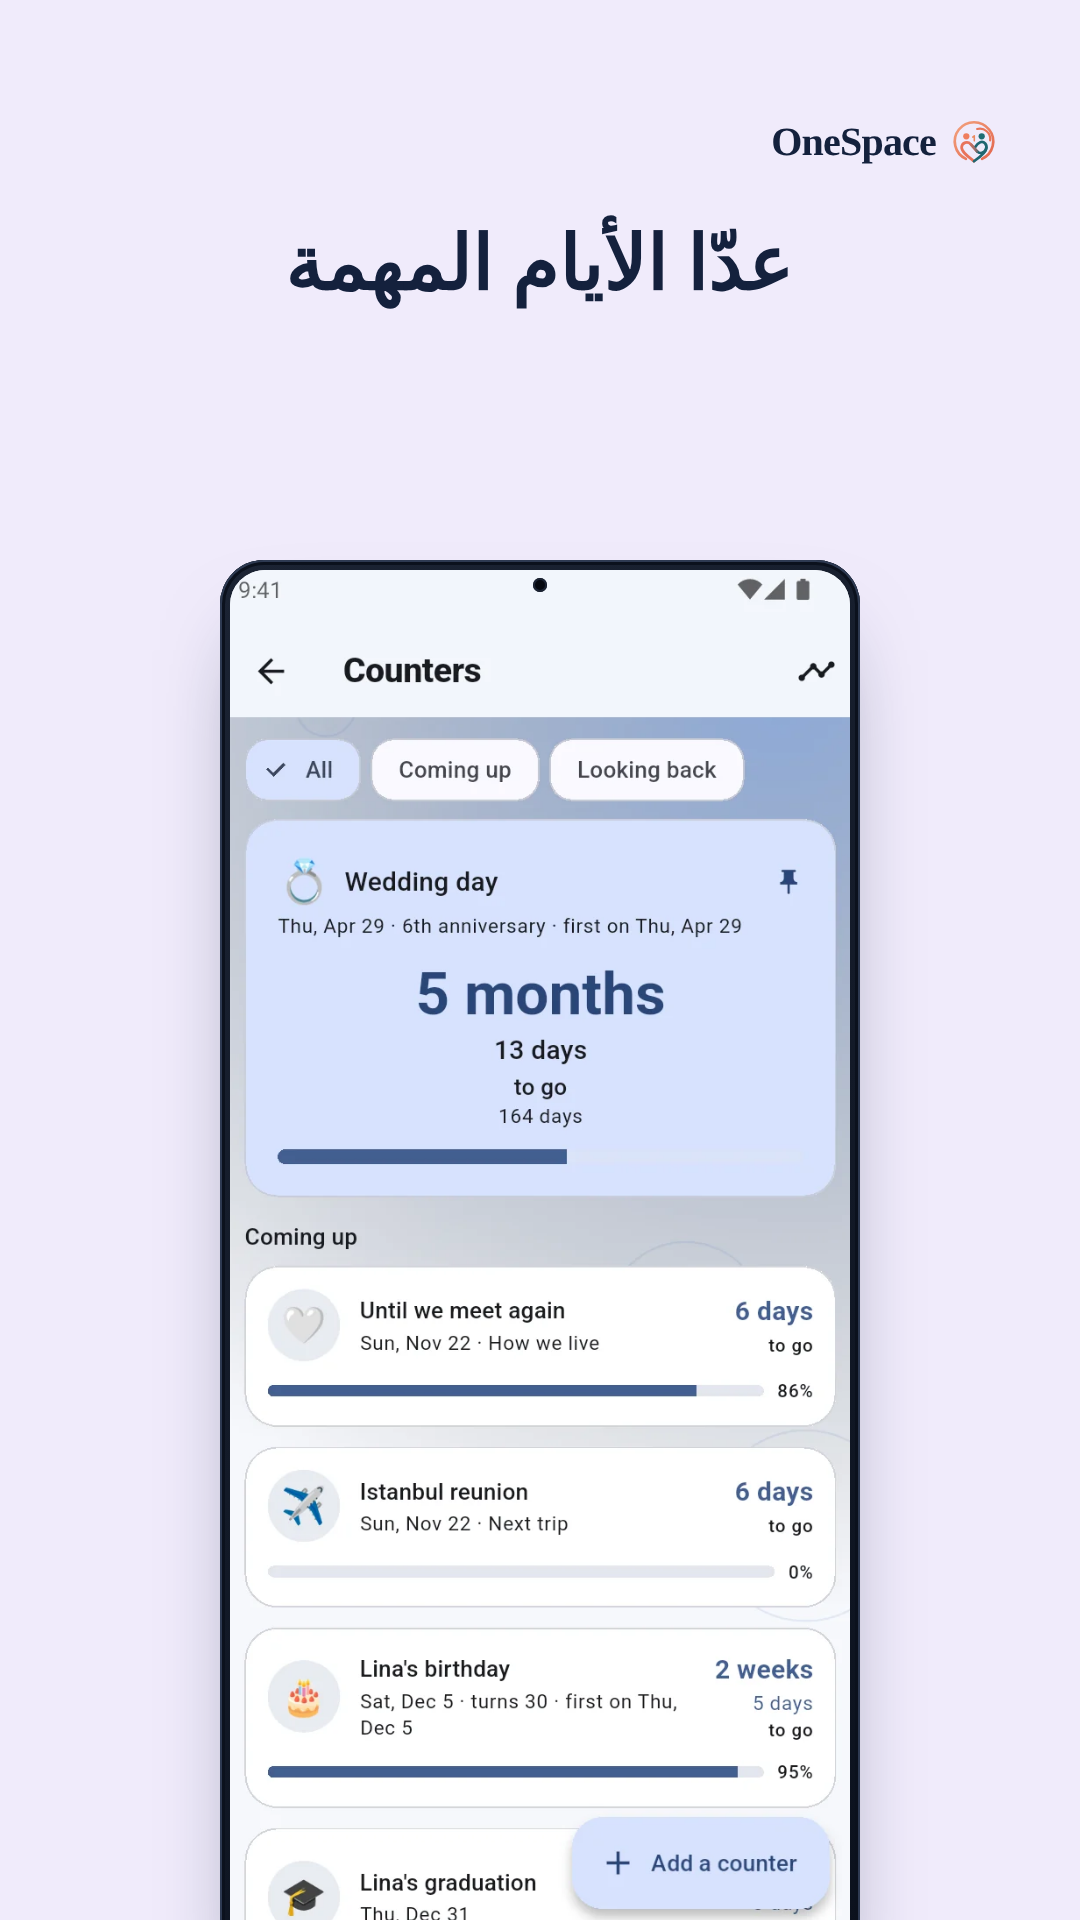 OneSpace
عدّا الأيام المهمة
9:41
Counters
All
Coming up
Looking back
Wedding day
Thu, Apr 29 · 6th anniversary · first on Thu, Apr 29
5 months
13 days
to go
164 days
Coming up
Until we meet again
6 days
Sun, Nov 22 · How we live
to go
86%
Istanbul reunion
6 days
Sun, Nov 22 · Next trip
to go
0%
Lina's birthday
2 weeks
Sat, Dec 5 · turns 30 · first on Thu,
Dec 5
5 days
to go
95%
Lina's graduation
Add a counter
Thu, Dec 31